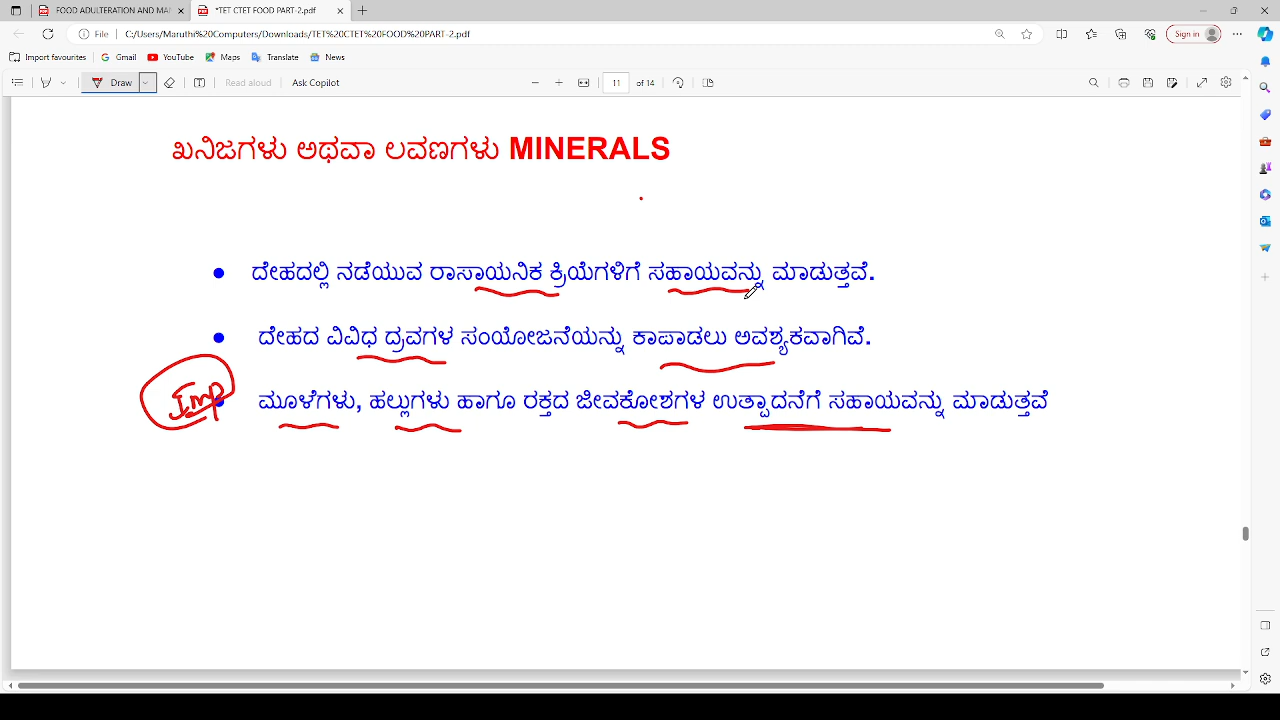 FOOD ADULTERATION AND MAN
*TET CTET FOOD PART-2.pdf
File C:/Users/Maruthi%20Computers/Downloads/TET%20CTET%20FOOD%20PART-2.pdf Sign in
Import favourites Gmail YouTube Maps Translate News
Draw Read aloud Ask Copilot 11 of 14
ಖನಿಜಗಳು ಅಥವಾ ಲವಣಗಳು MINERALS
ದೇಹದಲ್ಲಿ ನಡೆಯುವ ರಾಸಾಯನಿಕ ಕ್ರಿಯೆಗಳಿಗೆ ಸಹಾಯವನ್ನು ಮಾಡುತ್ತವೆ.
ದೇಹದ ವಿವಿಧ ದ್ರವಗಳ ಸಂಯೋಜನೆಯನ್ನು ಕಾಪಾಡಲು ಅವಶ್ಯಕವಾಗಿವೆ.
Imp
ಮೂಳೆಗಳು, ಹಲ್ಲುಗಳು ಹಾಗೂ ರಕ್ತದ ಜೀವಕೋಶಗಳ ಉತ್ಪಾದನೆಗೆ ಸಹಾಯವನ್ನು ಮಾಡುತ್ತವೆ